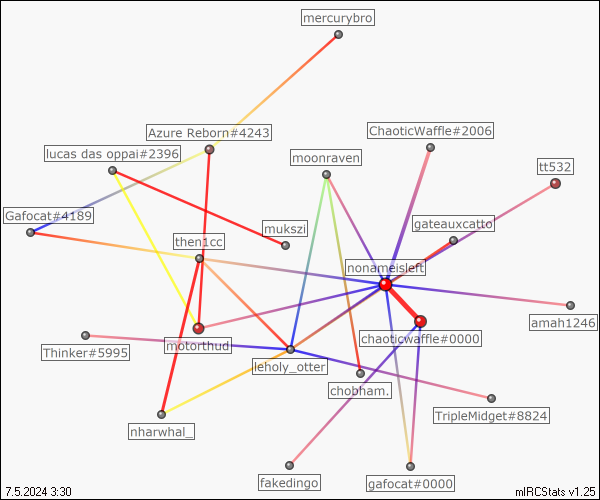 mercurybro
Azure Reborn#4243
ChaoticWaffle#2006
lucas das oppai#2396
moonraven
tt532
Gafocat#4189
mukszi
gateauxcatto
then1cc
nonameisleft
amah1246
motorthud
chaoticwaffle#0000
Thinker#5995
leholy_otter
chobham.
TripleMidget#8824
nharwhal_
fakedingo
gafocat#0000
7.5.2024 3:30
mIRCStats v1.25